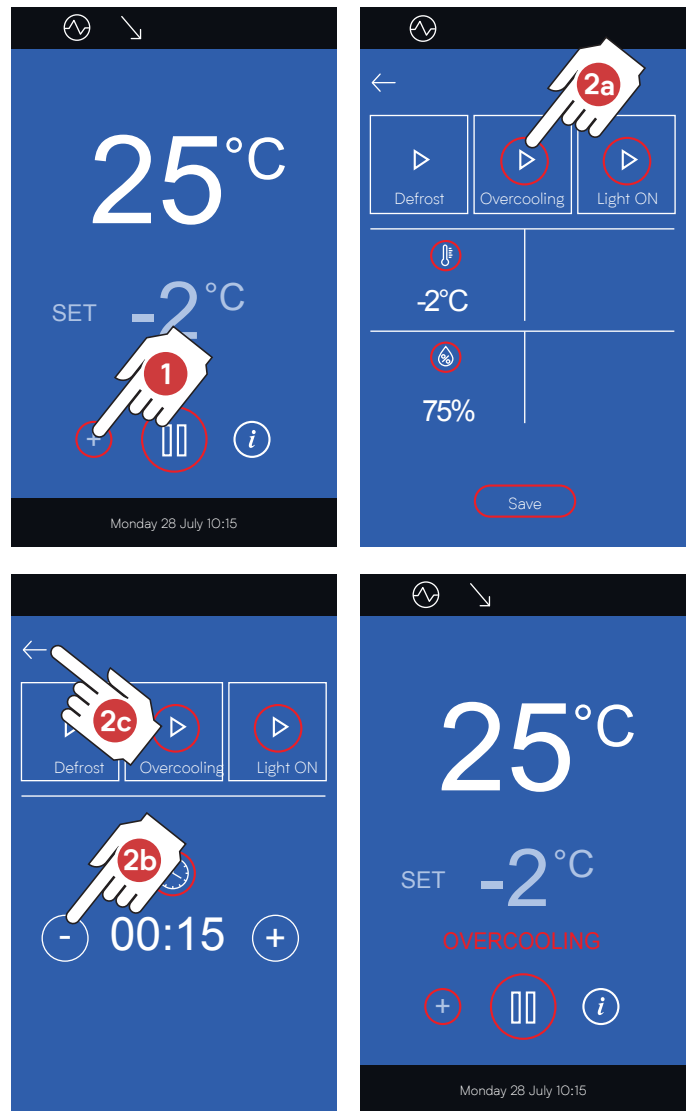 25°C
SET -2°C
1
+ i
Monday 28 July 10:15
2a
Defrost Overcooling Light ON
-2°C
%
75%
Save
2c
Defrost Overcooling Light ON
2b
- 00:15 +
25°C
SET -2°C
OVERCOOLING
+ i
Monday 28 July 10:15